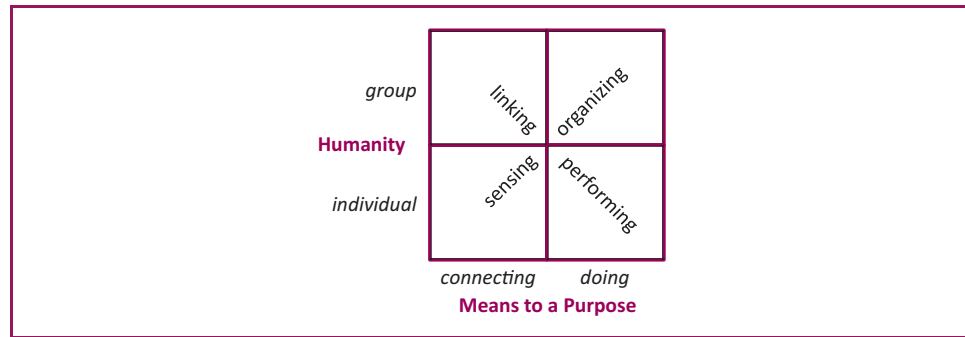 group
linking
organizing
Humanity
individual
sensing
performing
connecting
doing
Means to a Purpose